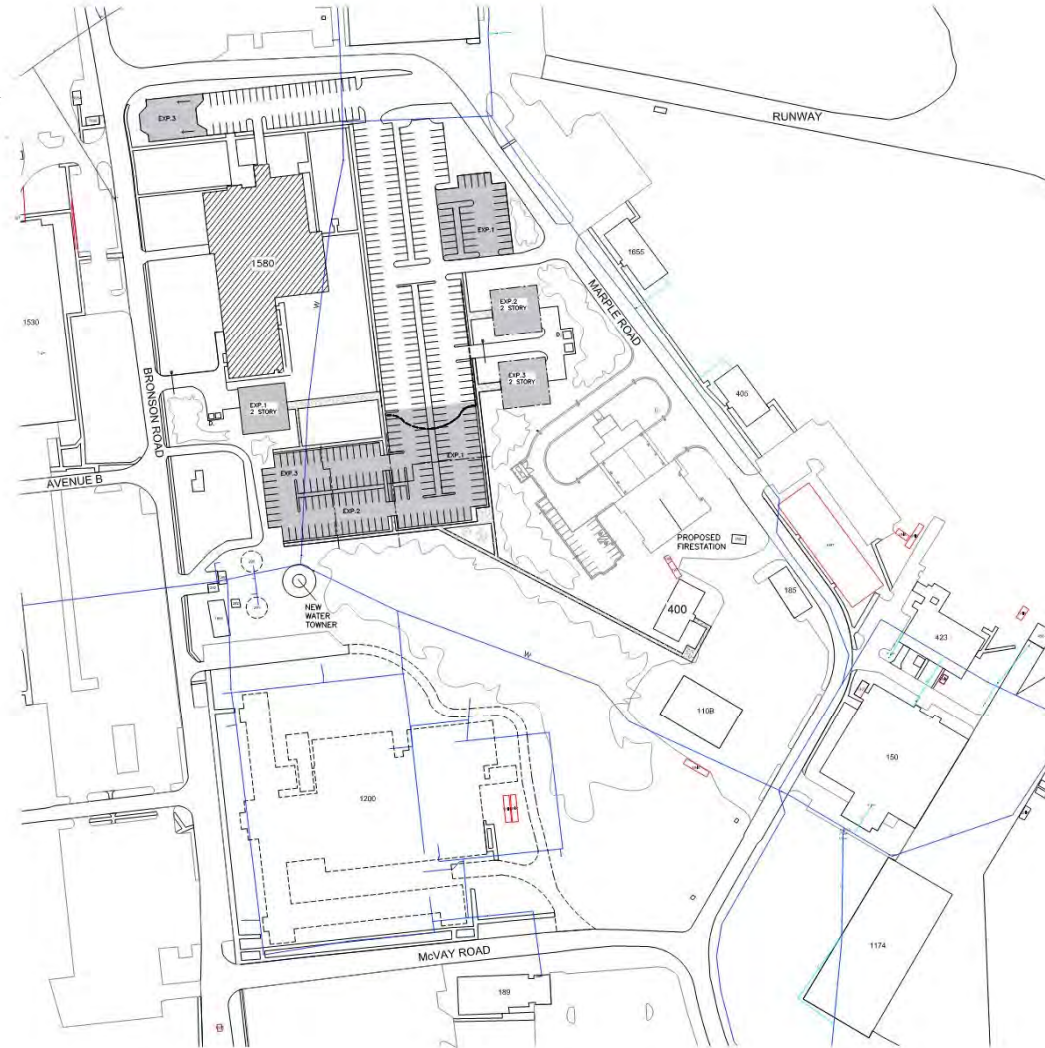 RUNWAY
EXP.3
EXP.1
1655
1580
W
EXP.2
2 STORY
MARPLE ROAD
1530
EXP.3
2 STORY
BRONSON ROAD
405
EXP.1
2 STORY
EXP.3
EXP.1
AVENUE B
EXP.2
PROPOSED
FIRESTATION
185
NEW
WATER
TOWNER
400
423
W
110B
150
1200
1174
McVAY ROAD
189